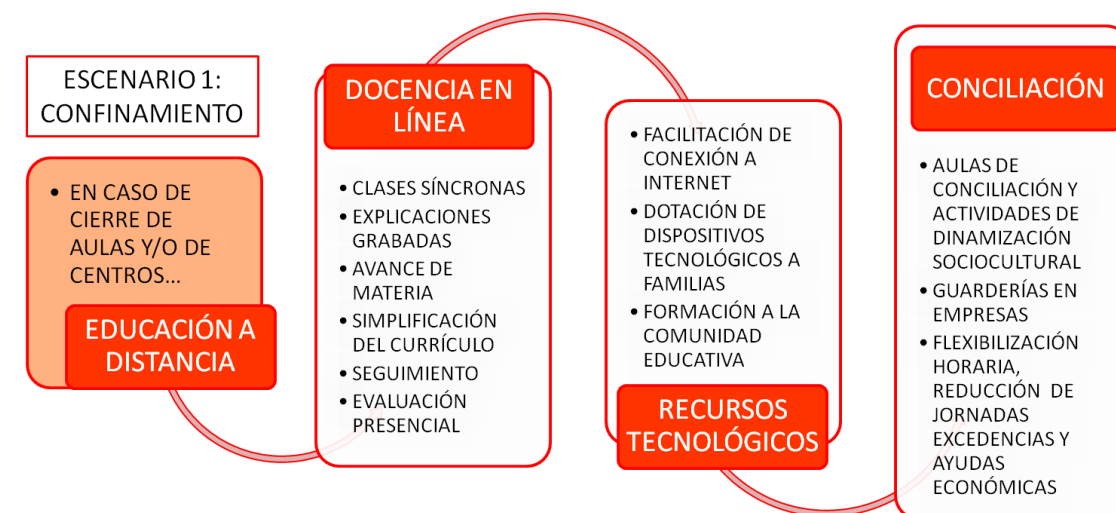 ESCENARIO 1:
CONFINAMIENTO
• EN CASO DE
CIERRE DE
AULAS Y/O DE
CENTROS...
EDUCACIÓN A
DISTANCIA
DOCENCIA EN
LÍNEA
• CLASES SÍNCRONAS
• EXPLICACIONES
GRABADAS
• AVANCE DE
MATERIA
• SIMPLIFICACIÓN
DEL CURRÍCULO
• SEGUIMIENTO
• EVALUACIÓN
PRESENCIAL
• FACILITACIÓN DE
CONEXIÓN A
INTERNET
• DOTACIÓN DE
DISPOSITIVOS
TECNOLÓGICOS A
FAMILIAS
• FORMACIÓN A LA
COMUNIDAD
EDUCATIVA
RECURSOS
TECNOLÓGICOS
CONCILIACIÓN
• AULAS DE
CONCILIACIÓN Y
ACTIVIDADES DE
DINAMIZACIÓN
SOCIOCULTURAL
• GUARDERÍAS EN
EMPRESAS
• FLEXIBILIZACIÓN
HORARIA,
REDUCCIÓN DE
JORNADAS
EXCEDENCIAS Y
AYUDAS
ECONÓMICAS